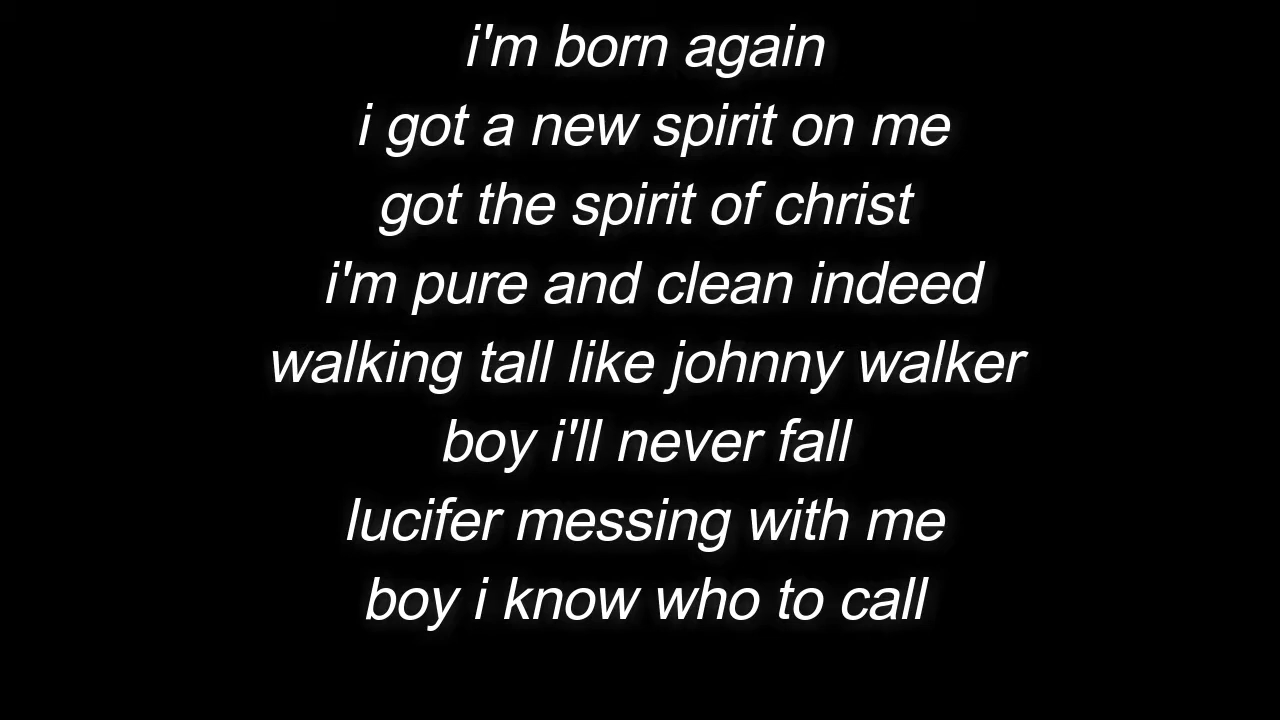 i'm born again
i got a new spirit on me
got the spirit of christ
i'm pure and clean indeed
walking tall like johnny walker
boy i'll never fall
lucifer messing with me
boy i know who to call